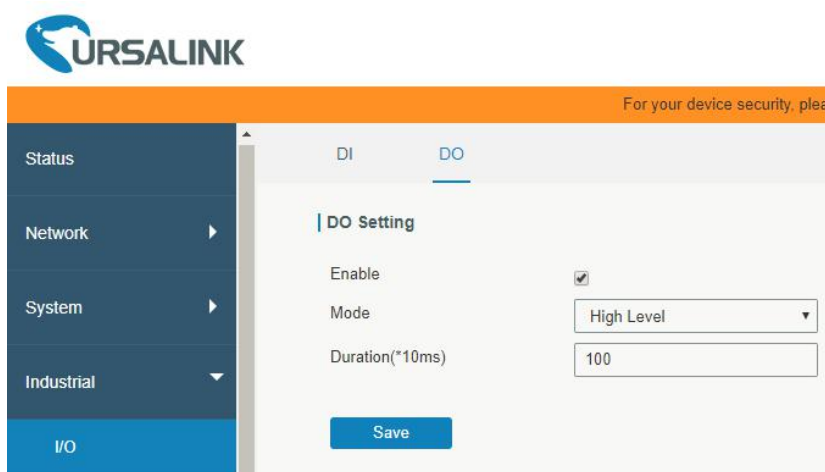 URSALINK
For your device security, plea
Status
Network
System
Industrial
I/O
DI DO
DO Setting
Enable
Mode High Level
Duration(*10ms) 100
Save